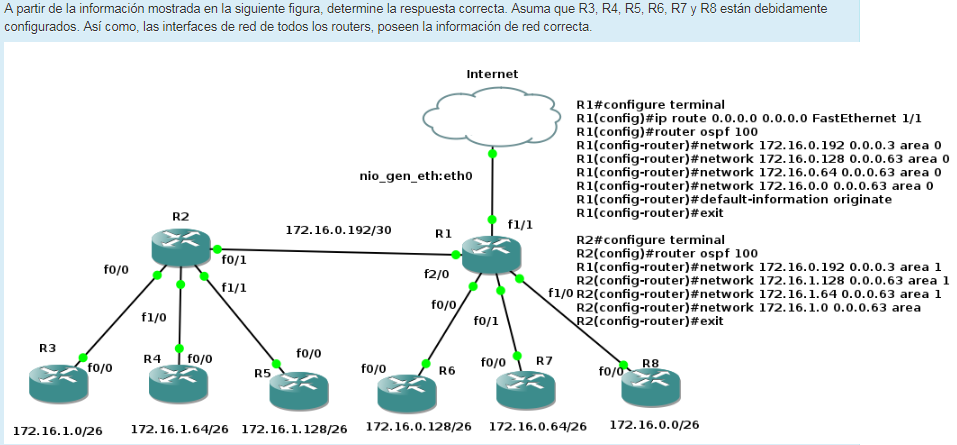 A partir de la información mostrada en la siguiente figura, determine la respuesta correcta. Asuma que R3, R4, R5, R6, R7 y R8 están debidamente
configurados. Así como, las interfaces de red de todos los routers, poseen la información de red correcta.
Internet
nio_gen_eth:eth0
R1#configure terminal
R1(config)#ip route 0.0.0.0 0.0.0.0 FastEthernet 1/1
R1(config)#router ospf 100
R1(config-router)#network 172.16.0.192 0.0.0.3 area 0
R1(config-router)#network 172.16.0.128 0.0.0.63 area 0
R1(config-router)#network 172.16.0.64 0.0.0.63 area 0
R1(config-router)#network 172.16.0.0 0.0.0.63 area 0
R1(config-router)#default-information originate
R1(config-router)#exit
R2#configure terminal
R2(config)#router ospf 100
R1(config-router)#network 172.16.0.192 0.0.0.3 area 1
R2(config-router)#network 172.16.1.128 0.0.0.63 area 1
R2(config-router)#network 172.16.1.64 0.0.0.63 area 1
R2(config-router)#network 172.16.1.0 0.0.0.63 area
R2(config-router)#exit
R2
172.16.0.192/30
R1
f1/1
f0/0
f0/1
f2/0
f1/1
f1/0
f0/0
f0/1
f1/0
R3
f0/0
R4
f0/0
R5
f0/0
f0/0
R6
f0/0
R7
f0/0
R8
172.16.1.0/26
172.16.1.64/26
172.16.1.128/26
172.16.0.128/26
172.16.0.64/26
172.16.0.0/26